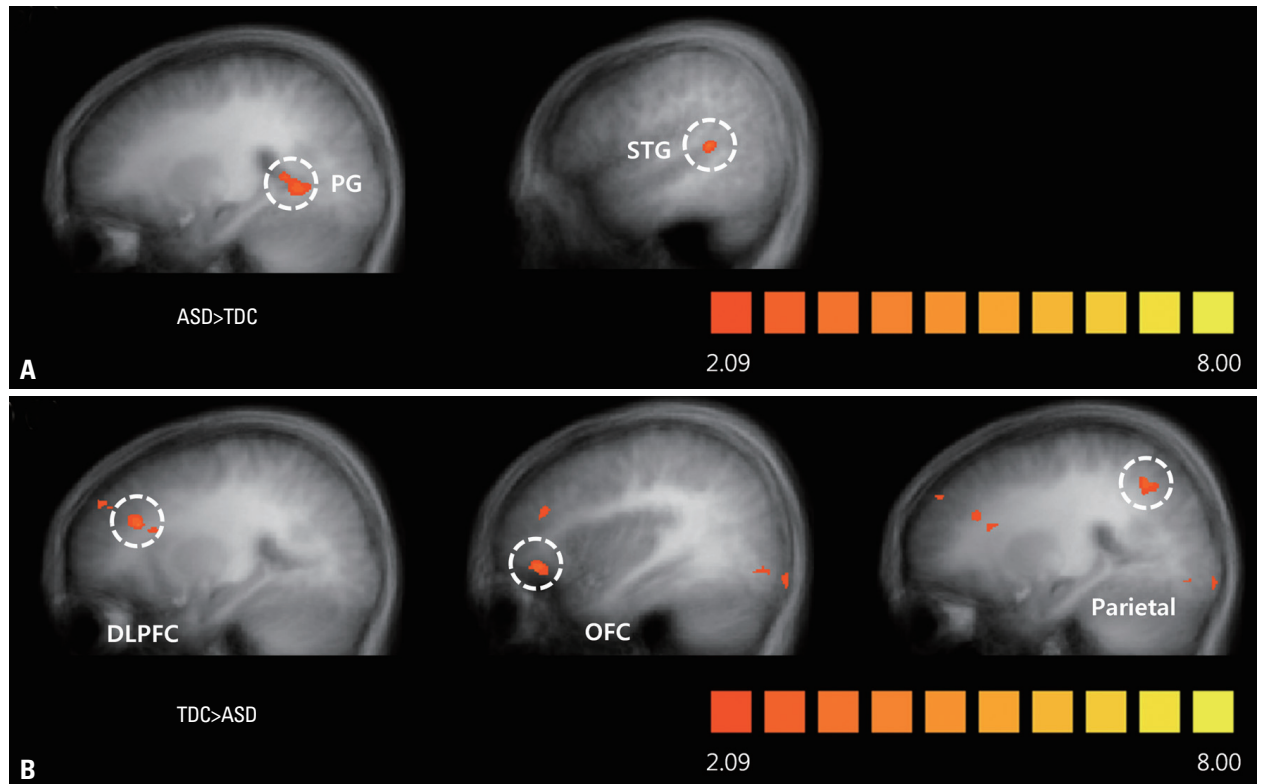 PG
STG
ASD>TDC
2.09
8.00
A
DLPFC
OFC
Parietal
TDC>ASD
2.09
8.00
B